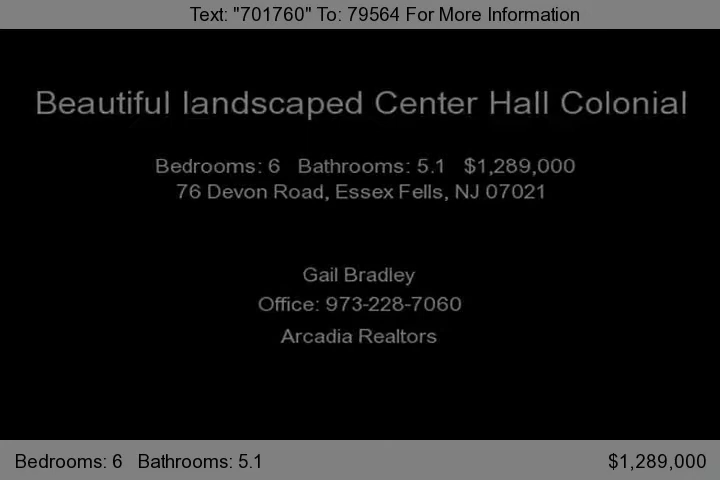 Text: "701760" To: 79564 For More Information
Beautiful landscaped Center Hall Colonial
Bedrooms: 6 Bathrooms: 5.1 $1,289,000
76 Devon Road, Essex Fells, NJ 07021
Gail Bradley
Office: 973-228-7060
Arcadia Realtors
Bedrooms: 6 Bathrooms: 5.1 $1,289,000